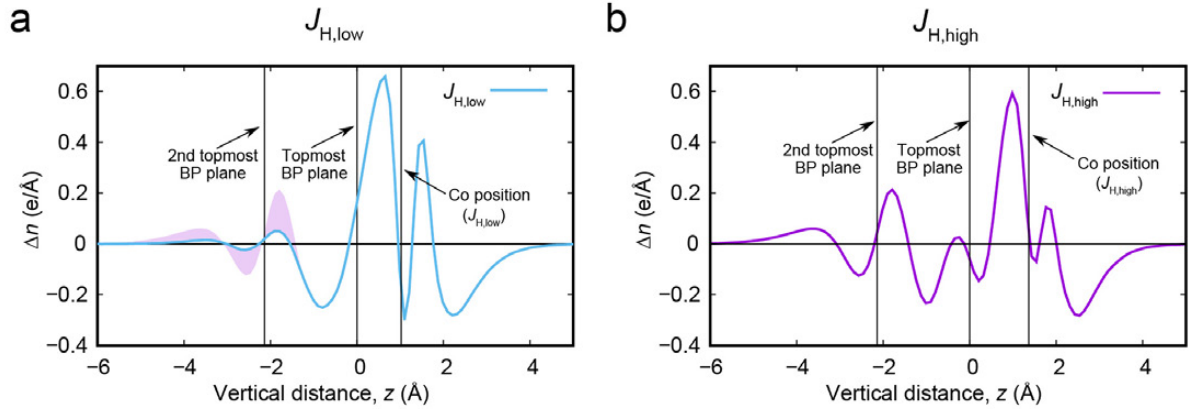 a
J_H,low
0.6
0.4
0.2
0
−0.2
−0.4
Δn (e/Å)
J_H,low
2nd topmost
BP plane
Topmost
BP plane
Co position
(J_H,low)
−6 −4 −2 0 2 4
Vertical distance, z (Å)
b
J_H,high
0.6
0.4
0.2
0
−0.2
−0.4
Δn (e/Å)
J_H,high
2nd topmost
BP plane
Topmost
BP plane
Co position
(J_H,high)
−6 −4 −2 0 2 4
Vertical distance, z (Å)